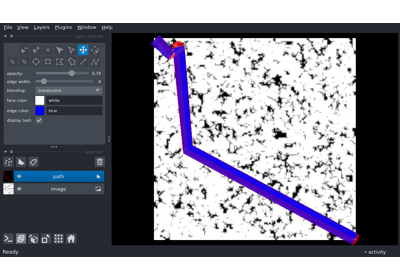 File View Layers Plugins Window Help
opacity: 0.70
edge width: 4
blending: translucent
face color: white
edge color: blue
display text:
path
Image
Ready
activity